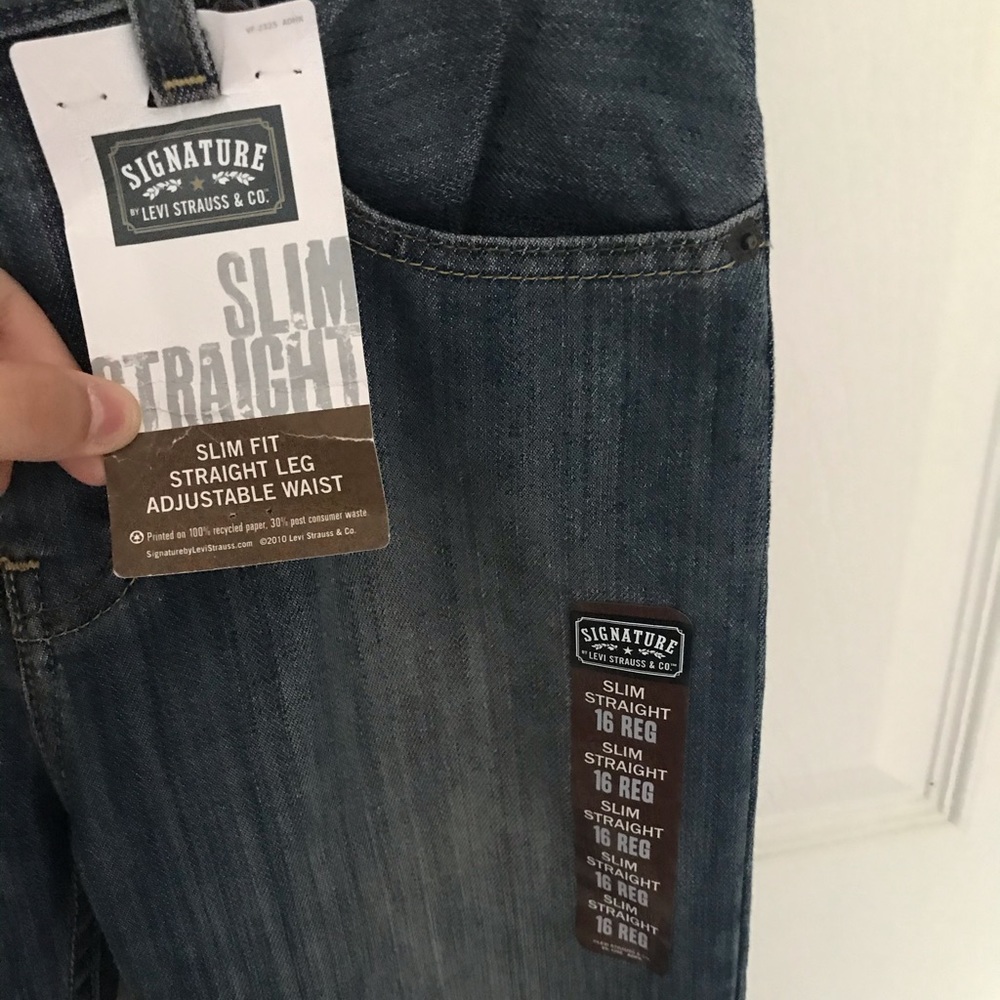 SIGNATURE
BY LEVI STRAUSS & CO.™
SLIM
STRAIGHT
SLIM FIT
STRAIGHT LEG
ADJUSTABLE WAIST
Printed on 100% recycled paper, 30% post consumer waste
SignaturebyLeviStrauss.com ©2010 Levi Strauss & Co.
SIGNATURE
BY LEVI STRAUSS & CO.™
SLIM
STRAIGHT
16 REG
SLIM
STRAIGHT
16 REG
SLIM
STRAIGHT
16 REG
SLIM
STRAIGHT
16 REG
SLIM
STRAIGHT
16 REG